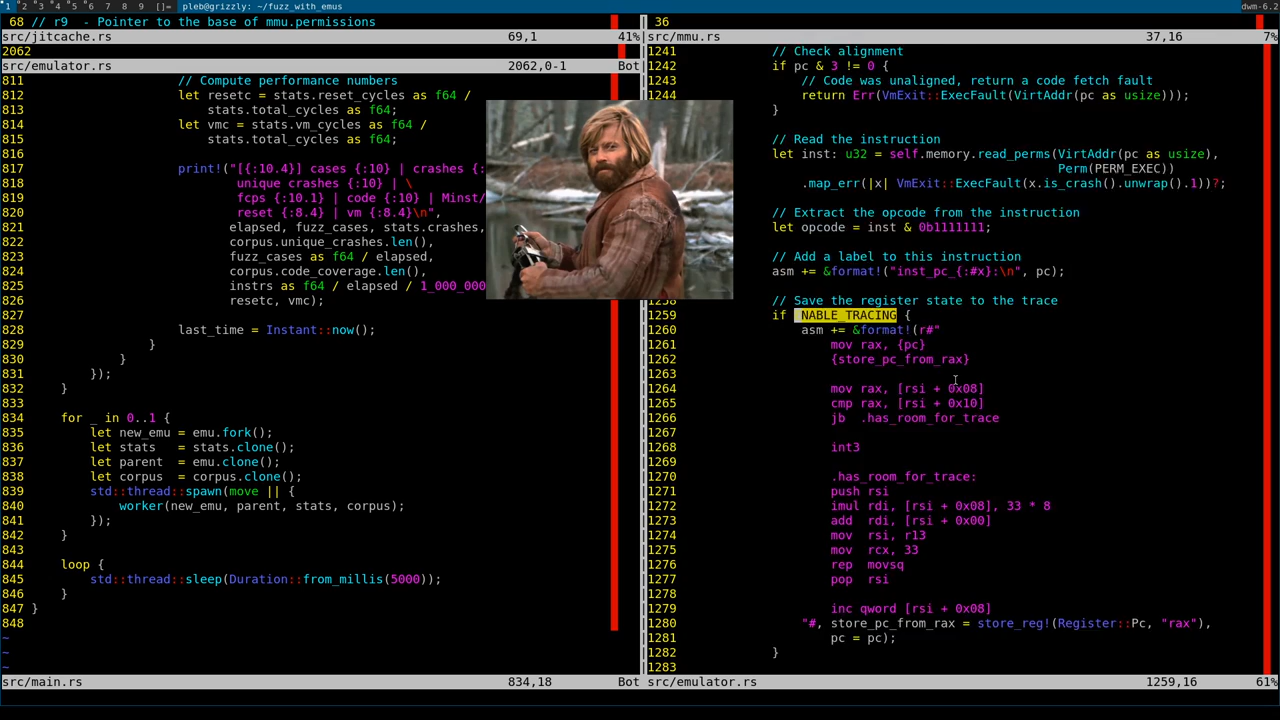 1 2 3 4 5 6 7 8 9 []= pleb@grizzly: ~/fuzz_with_emus dwm-6.2
68 // r9  - Pointer to the base of mmu.permissions
src/jitcache.rs 69,1 41%
2062
src/emulator.rs 2062,0-1 Bot
811 // Compute performance numbers
812 let resetc = stats.reset_cycles as f64 /
813 stats.total_cycles as f64;
814 let vmc = stats.vm_cycles as f64 /
815 stats.total_cycles as f64;
816
817 print!("[{:10.4}] cases {:10} | crashes {:
818 unique crashes {:10} | \
819 fcps {:10.1} | code {:10} | Minst/
820 reset {:8.4} | vm {:8.4}\n",
821 elapsed, fuzz_cases, stats.crashes,
822 corpus.unique_crashes.len(),
823 fuzz_cases as f64 / elapsed,
824 corpus.code_coverage.len(),
825 instrs as f64 / elapsed / 1_000_000
826 resetc, vmc);
827
828 last_time = Instant::now();
829 }
830 }
831 });
832 }
833
834 for _ in 0..1 {
835 let new_emu = emu.fork();
836 let stats   = stats.clone();
837 let parent  = emu.clone();
838 let corpus  = corpus.clone();
839 std::thread::spawn(move || {
840 worker(new_emu, parent, stats, corpus);
841 });
842 }
843
844 loop {
845 std::thread::sleep(Duration::from_millis(5000));
846 }
847 }
848
~
~
~
src/main.rs 834,18 Bot
36
src/mmu.rs 37,16 7%
1241 // Check alignment
1242 if pc & 3 != 0 {
1243 // Code was unaligned, return a code fetch fault
1244 return Err(VmExit::ExecFault(VirtAddr(pc as usize)));
}
// Read the instruction
let inst: u32 = self.memory.read_perms(VirtAddr(pc as usize),
Perm(PERM_EXEC))
.map_err(|x| VmExit::ExecFault(x.is_crash().unwrap().1))?;
// Extract the opcode from the instruction
let opcode = inst & 0b1111111;
// Add a label to this instruction
asm += &format!("inst_pc_{:#x}:\n", pc);
1258 // Save the register state to the trace
1259 if NABLE_TRACING {
1260 asm += &format!(r#"
1261 mov rax, {pc}
1262 {store_pc_from_rax}
1263
1264 mov rax, [rsi + 0x08]
1265 cmp rax, [rsi + 0x10]
1266 jb  .has_room_for_trace
1267
1268 int3
1269
1270 .has_room_for_trace:
1271 push rsi
1272 imul rdi, [rsi + 0x08], 33 * 8
1273 add  rdi, [rsi + 0x00]
1274 mov  rsi, r13
1275 mov  rcx, 33
1276 rep  movsq
1277 pop  rsi
1278
1279 inc qword [rsi + 0x08]
1280 "#, store_pc_from_rax = store_reg!(Register::Pc, "rax"),
1281 pc = pc);
1282 }
1283
src/emulator.rs 1259,16 61%